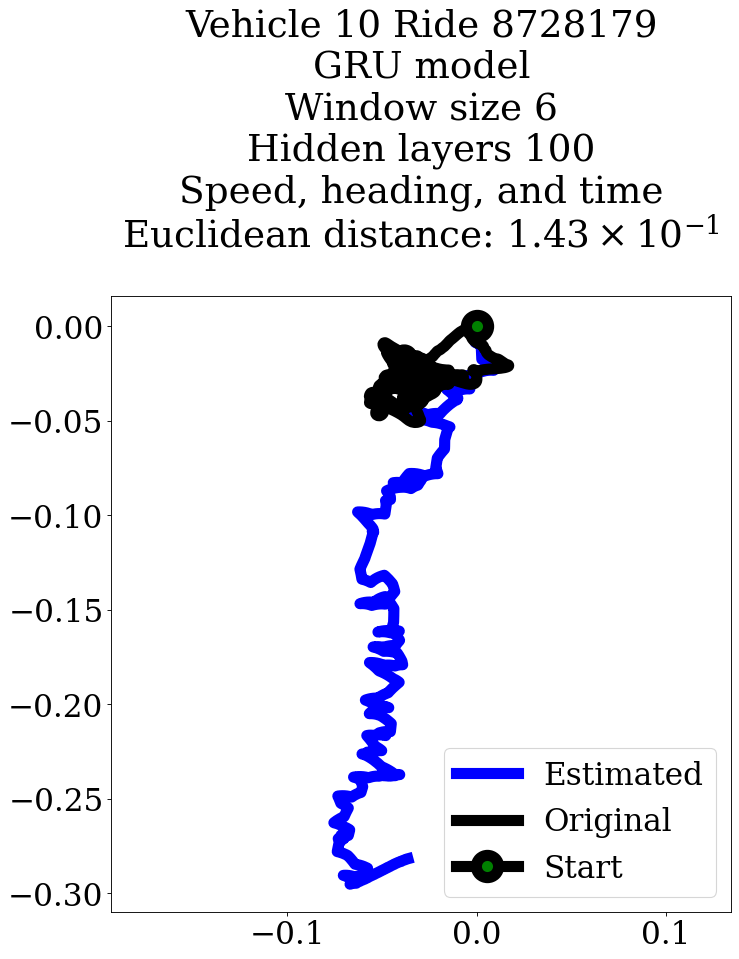 Vehicle 10 Ride 8728179
GRU model
Window size 6
Hidden layers 100
Speed, heading, and time
Euclidean distance: 1.43 × 10⁻¹
0.00
−0.05
−0.10
−0.15
−0.20
−0.25
−0.30
−0.1
0.0
0.1
Estimated
Original
Start